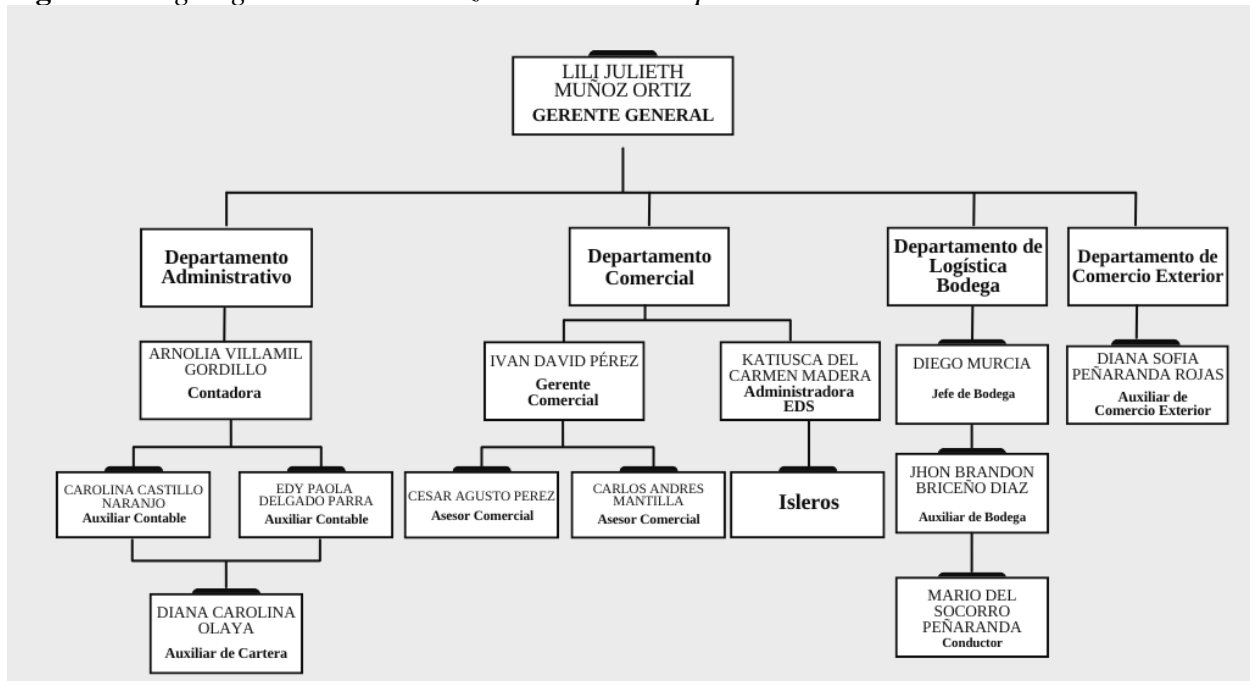 LILI JULIETH
MUÑOZ ORTIZ
GERENTE GENERAL
Departamento
Administrativo
Departamento
Comercial
Departamento de
Logística
Bodega
Departamento de
Comercio Exterior
ARNOLIA VILLAMIL
GORDILLO
Contadora
IVAN DAVID PÉREZ
Gerente
Comercial
KATIUSCA DEL
CARMEN MADERA
Administradora
EDS
DIEGO MURCIA
Jefe de Bodega
DIANA SOFIA
PEÑARANDA ROJAS
Auxiliar de
Comercio Exterior
CAROLINA CASTILLO
NARANJO
Auxiliar Contable
EDY PAOLA
DELGADO PARRA
Auxiliar Contable
CESAR AGUSTO PEREZ
Asesor Comercial
CARLOS ANDRES
MANTILLA
Asesor Comercial
Isleros
JHON BRANDON
BRICEÑO DIAZ
Auxiliar de Bodega
DIANA CAROLINA
OLAYA
Auxiliar de Cartera
MARIO DEL
SOCORRO
PEÑARANDA
Conductor